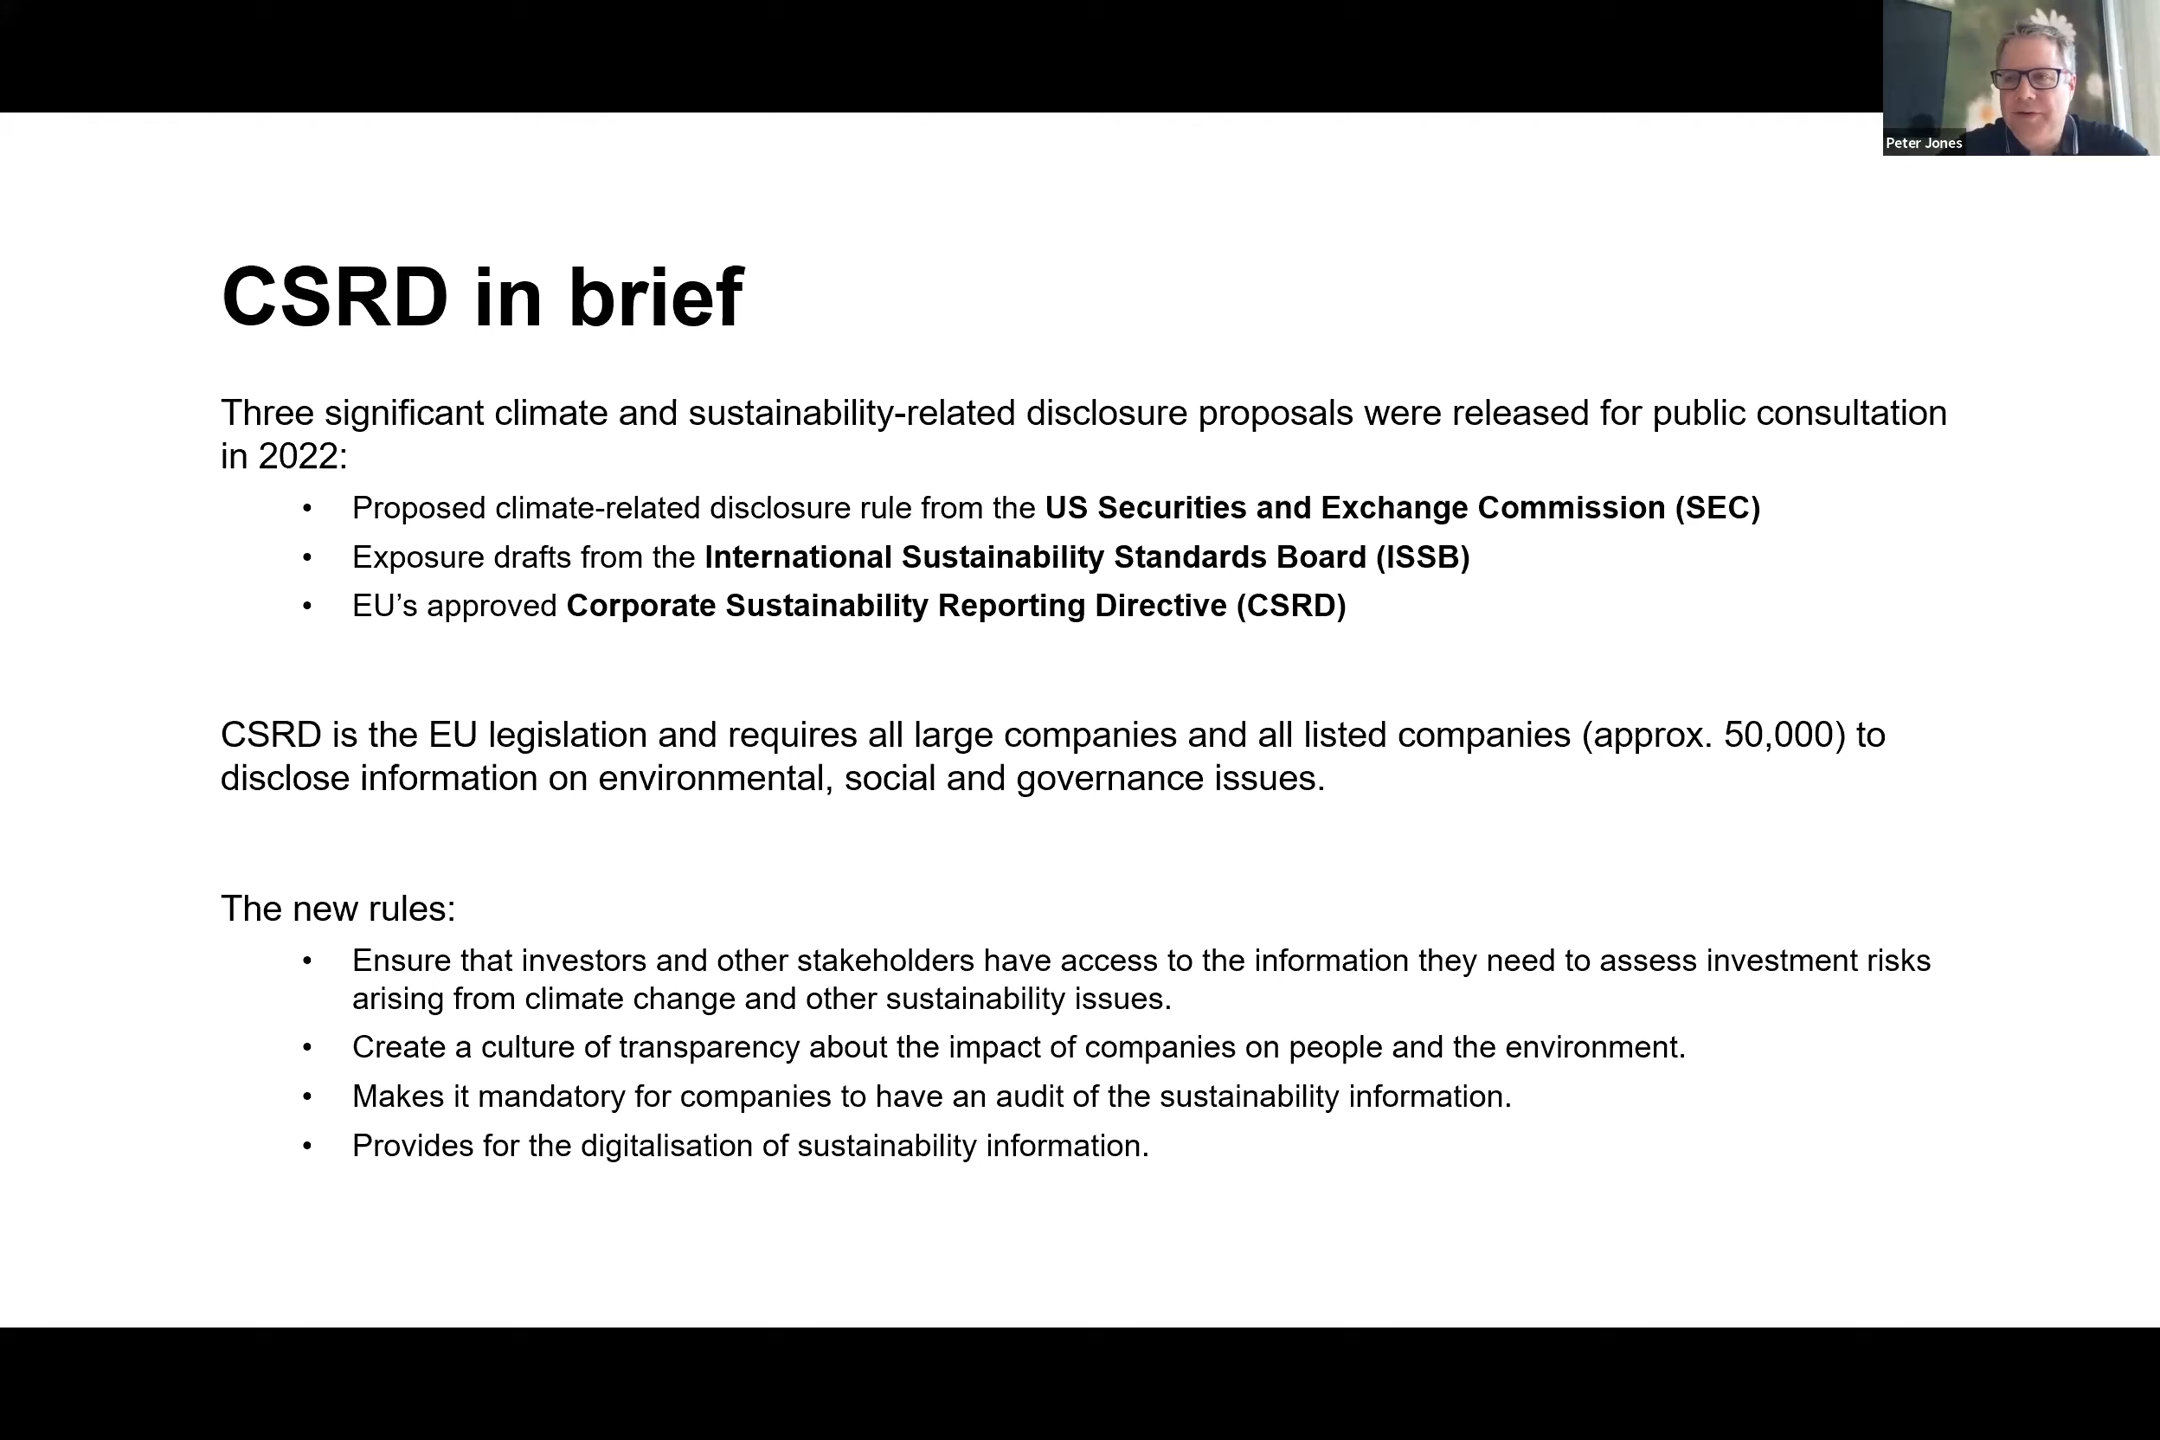 Peter Jones
CSRD in brief
Three significant climate and sustainability-related disclosure proposals were released for public consultation
in 2022:
• Proposed climate-related disclosure rule from the US Securities and Exchange Commission (SEC)
• Exposure drafts from the International Sustainability Standards Board (ISSB)
• EU’s approved Corporate Sustainability Reporting Directive (CSRD)
CSRD is the EU legislation and requires all large companies and all listed companies (approx. 50,000) to
disclose information on environmental, social and governance issues.
The new rules:
• Ensure that investors and other stakeholders have access to the information they need to assess investment risks
arising from climate change and other sustainability issues.
• Create a culture of transparency about the impact of companies on people and the environment.
• Makes it mandatory for companies to have an audit of the sustainability information.
• Provides for the digitalisation of sustainability information.